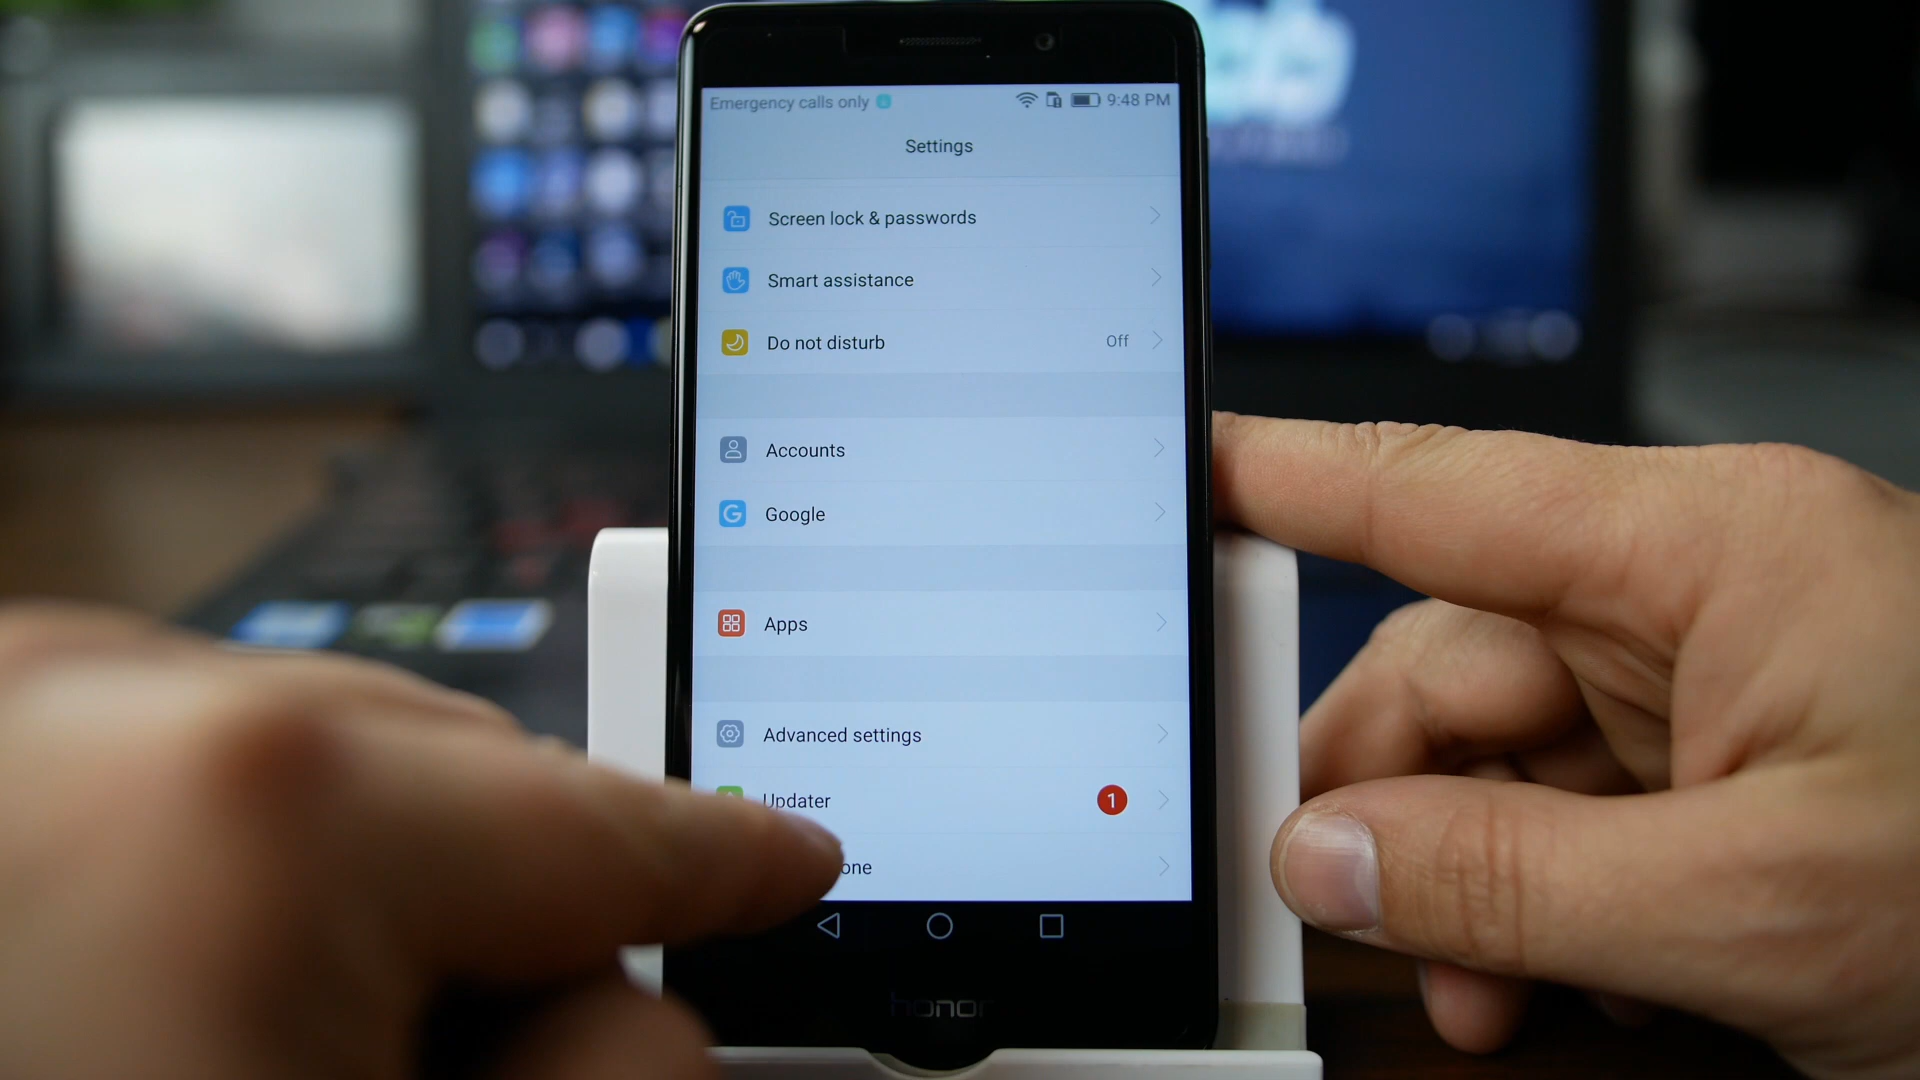 Emergency calls only 9:48 PM
Settings
Screen lock & passwords
Smart assistance
Do not disturb Off
Accounts
Google
Apps
Advanced settings
Updater 1
one
honor